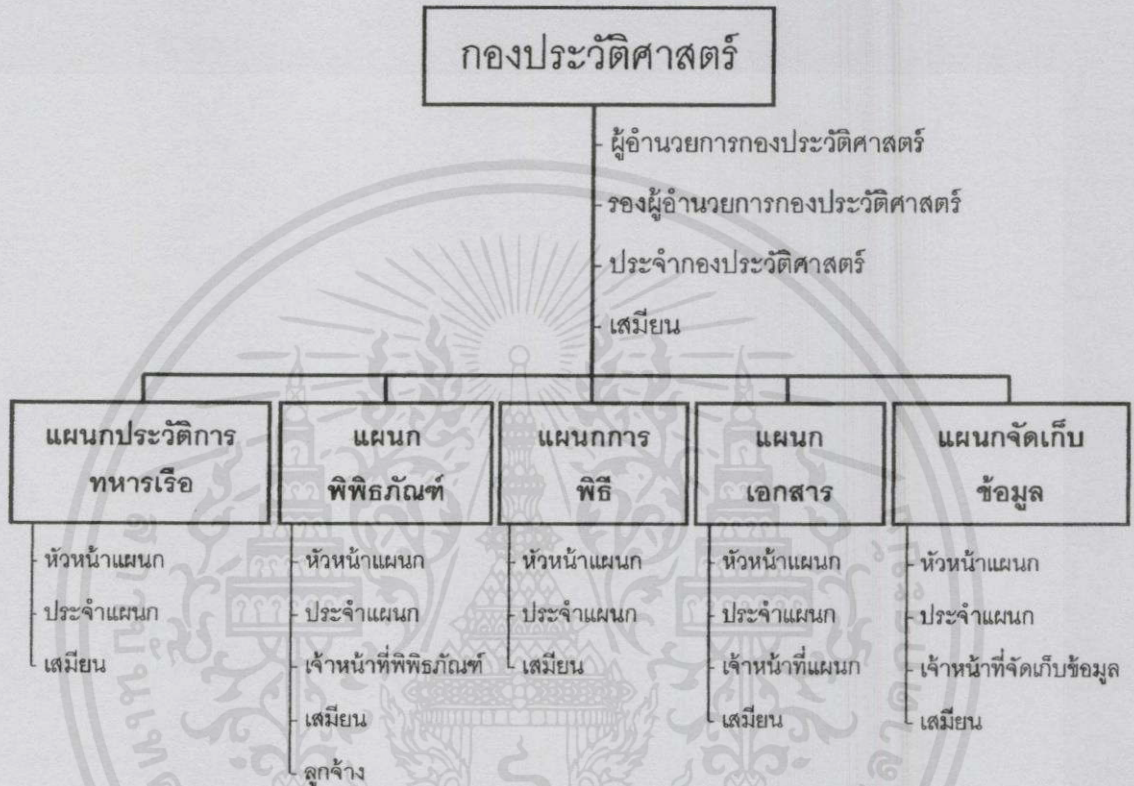 กองประวัติศาสตร์
ผู้อำนวยการกองประวัติศาสตร์
รองผู้อำนวยการกองประวัติศาสตร์
ประจำกองประวัติศาสตร์
เสมียน
แผนกประวัติการ
ทหารเรือ
หัวหน้าแผนก
ประจำแผนก
เสมียน
แผนก
พิพิธภัณฑ์
หัวหน้าแผนก
ประจำแผนก
เจ้าหน้าที่พิพิธภัณฑ์
เสมียน
ลูกจ้าง
แผนกการ
พิธี
หัวหน้าแผนก
ประจำแผนก
เสมียน
แผนก
เอกสาร
หัวหน้าแผนก
ประจำแผนก
เจ้าหน้าที่แผนก
เสมียน
แผนกจัดเก็บ
ข้อมูล
หัวหน้าแผนก
ประจำแผนก
เจ้าหน้าที่จัดเก็บข้อมูล
เสมียน